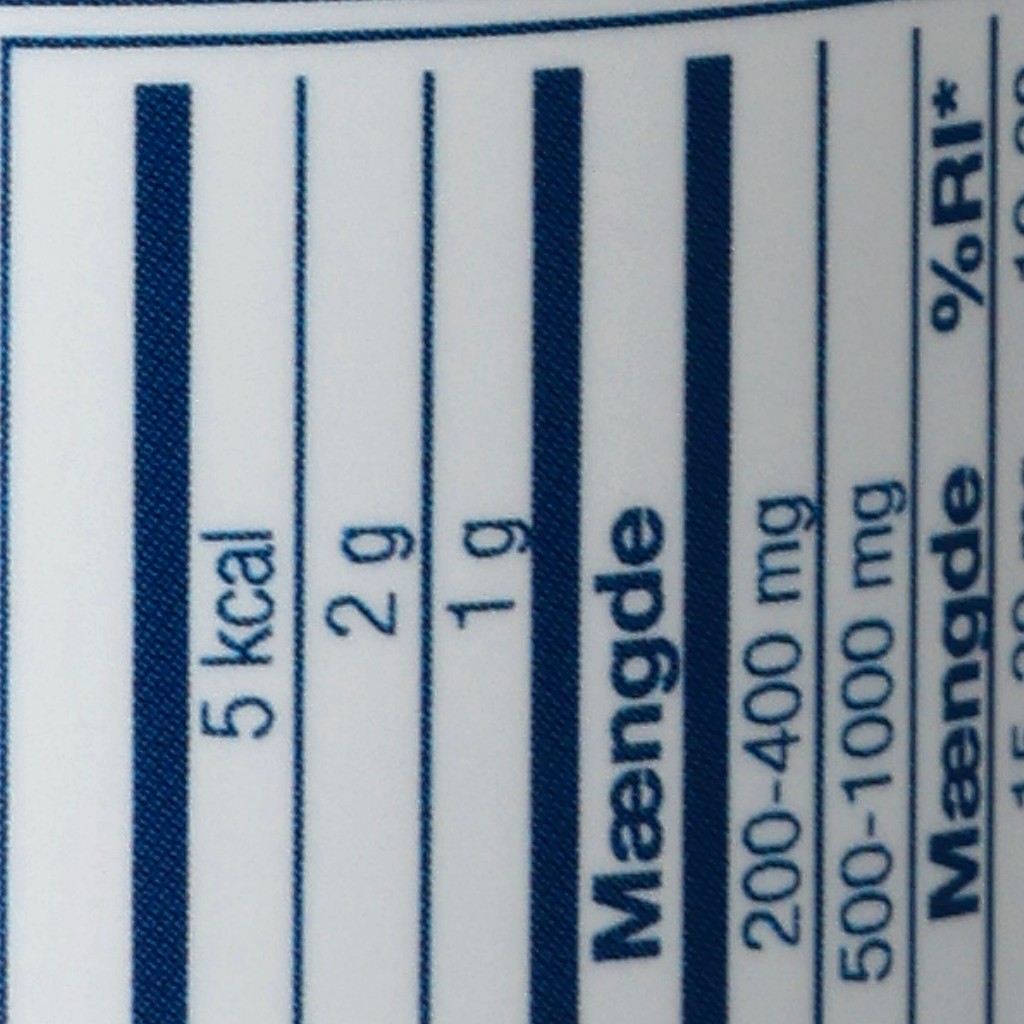 5 kcal
2 g
1 g
Mængde
200-400 mg
500-1000 mg
Mængde %RI*